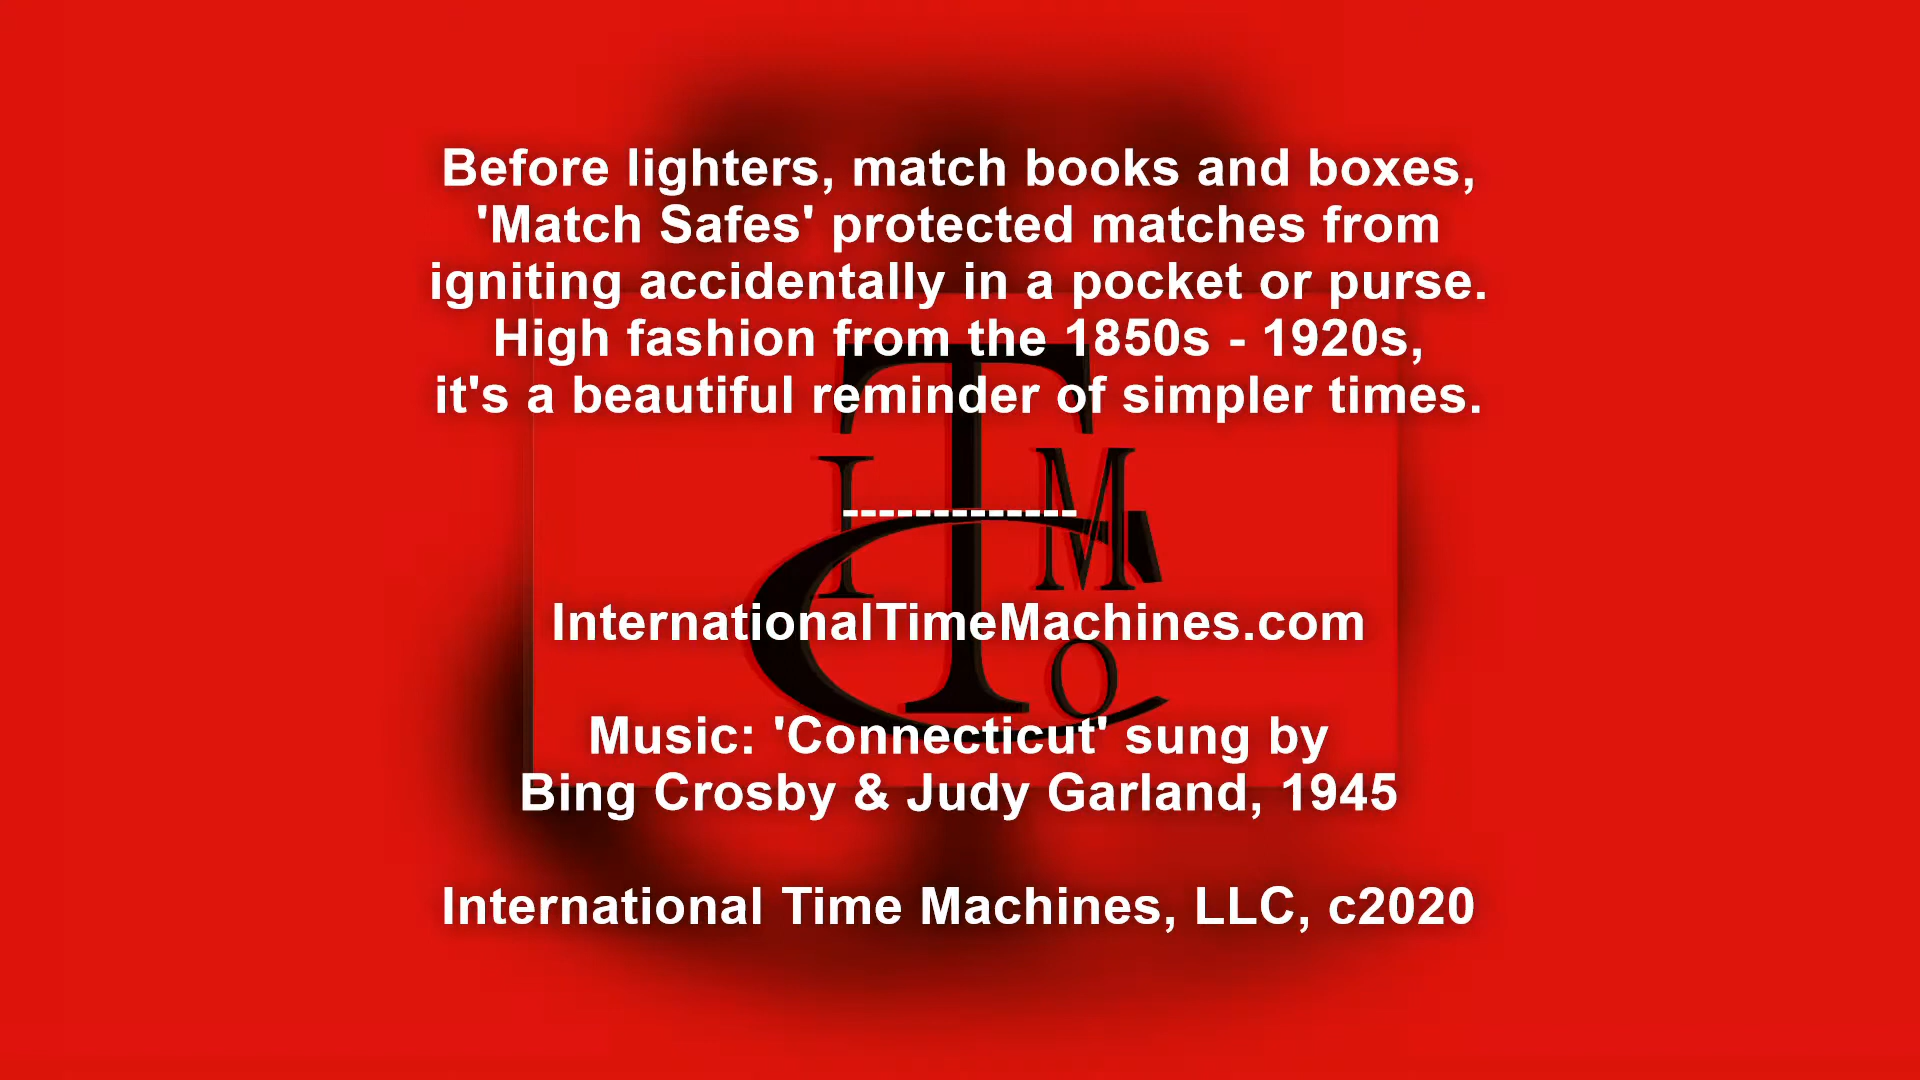 Before lighters, match books and boxes,
'Match Safes' protected matches from
igniting accidentally in a pocket or purse.
High fashion from the 1850s - 1920s,
it's a beautiful reminder of simpler times.
-------------
ITMCo
InternationalTimeMachines.com
Music: 'Connecticut' sung by
Bing Crosby & Judy Garland, 1945
International Time Machines, LLC, c2020